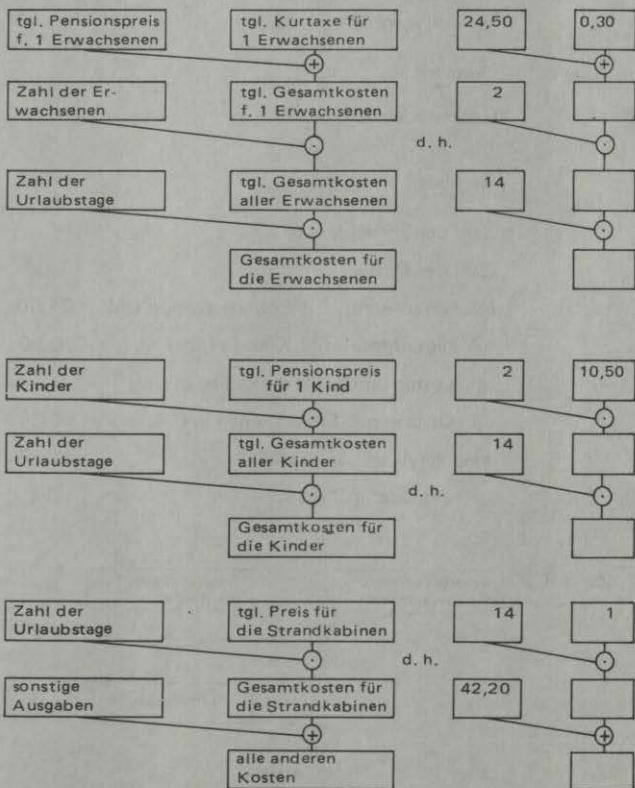 tgl. Pensionspreis
f. 1 Erwachsenen
tgl. Kurtaxe für
1 Erwachsenen
24,50
0,30
+
+
Zahl der Er-
wachsenen
tgl. Gesamtkosten
f. 1 Erwachsenen
2
·
d. h.
·
Zahl der
Urlaubstage
tgl. Gesamtkosten
aller Erwachsenen
14
·
·
Gesamtkosten für
die Erwachsenen
Zahl der
Kinder
tgl. Pensionspreis
für 1 Kind
2
10,50
·
·
Zahl der
Urlaubstage
tgl. Gesamtkosten
aller Kinder
14
·
d. h.
·
Gesamtkosten für
die Kinder
Zahl der
Urlaubstage
tgl. Preis für
die Strandkabinen
14
1
·
d. h.
·
sonstige
Ausgaben
Gesamtkosten für
die Strandkabinen
42,20
+
+
alle anderen
Kosten